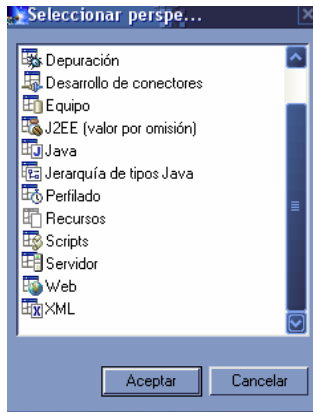 Seleccionar perspe...
Depuración
Desarrollo de conectores
Equipo
J2EE (valor por omisión)
Java
Jerarquía de tipos Java
Perfilado
Recursos
Scripts
Servidor
Web
XML
Aceptar
Cancelar